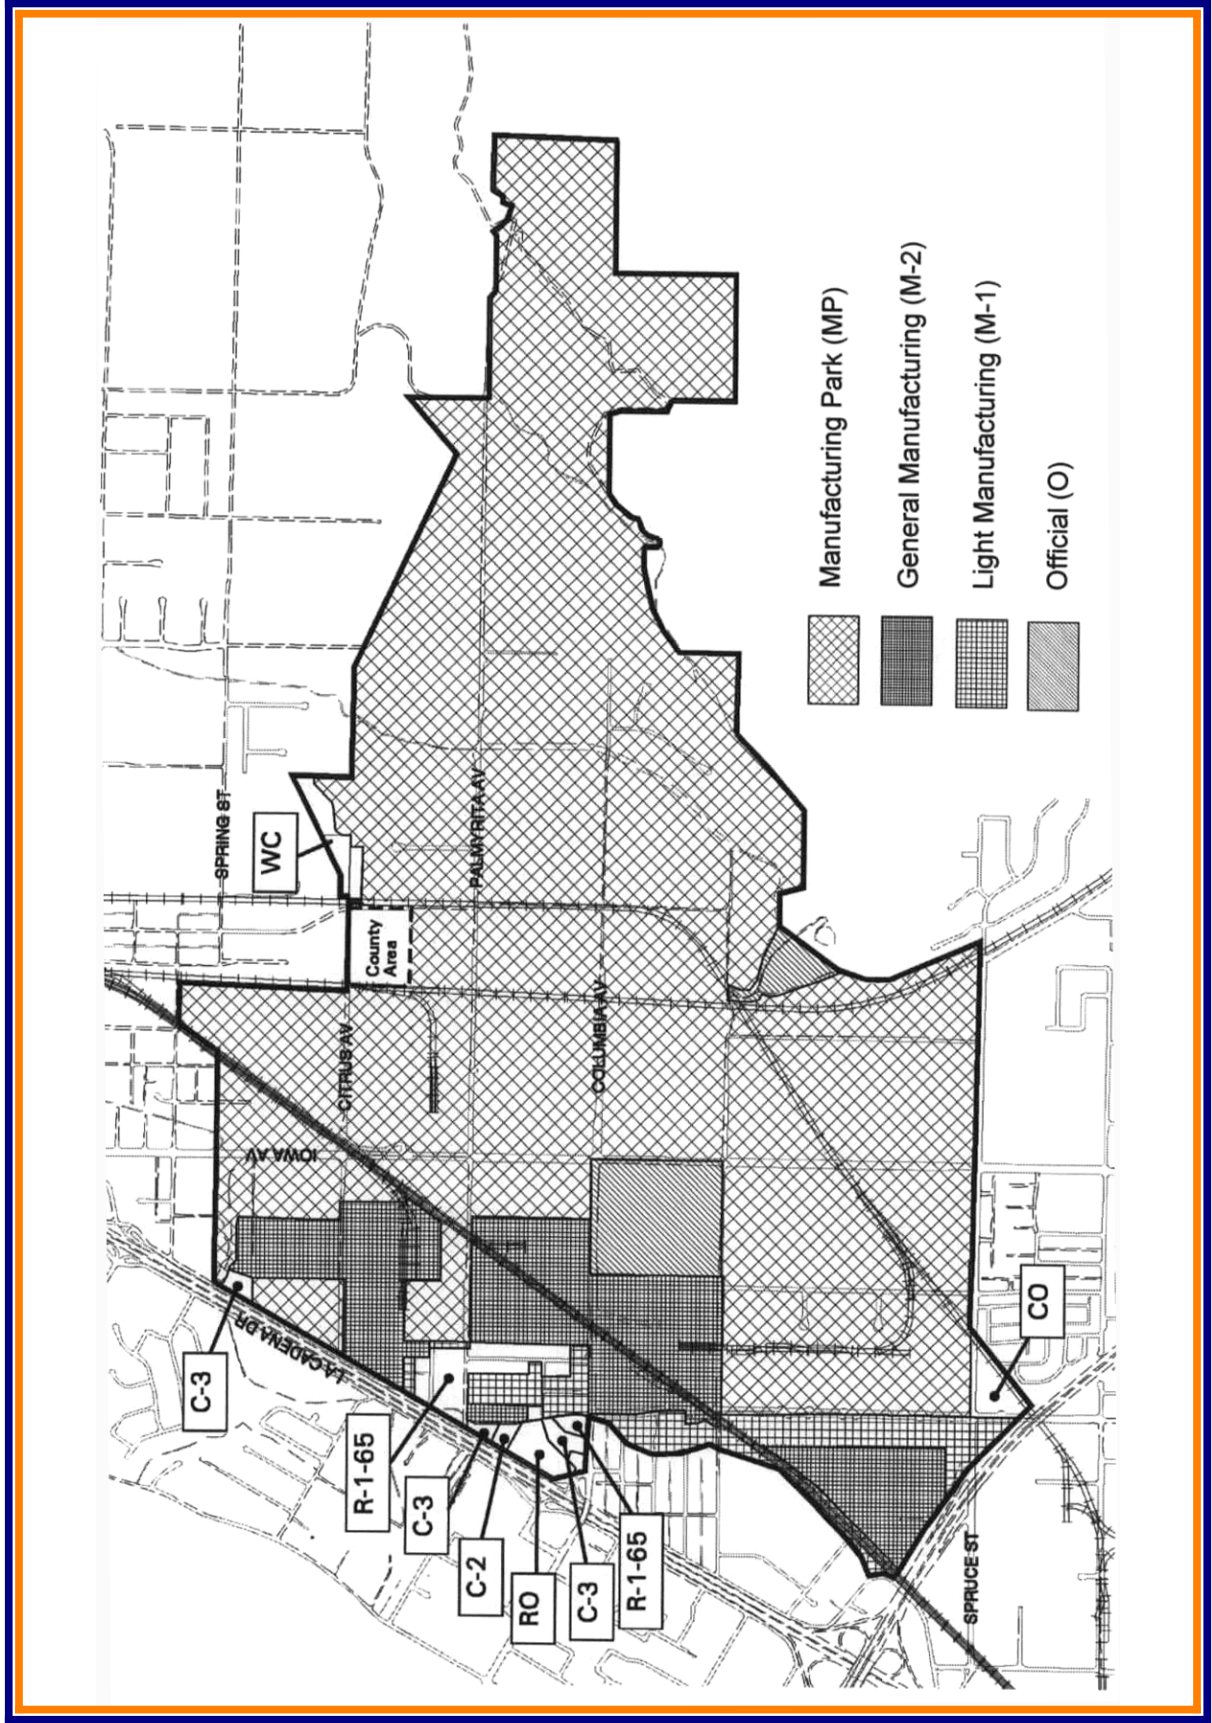 SPRING ST
WC
County
Area
PALMYRITA AV
CITRUS AV
COLUMBIA AV
IOWA AV
LA CADENA DR
C-3
R-1-65
C-3
C-2
RO
C-3
R-1-65
CO
SPRUCE ST
Manufacturing Park (MP)
General Manufacturing (M-2)
Light Manufacturing (M-1)
Official (O)